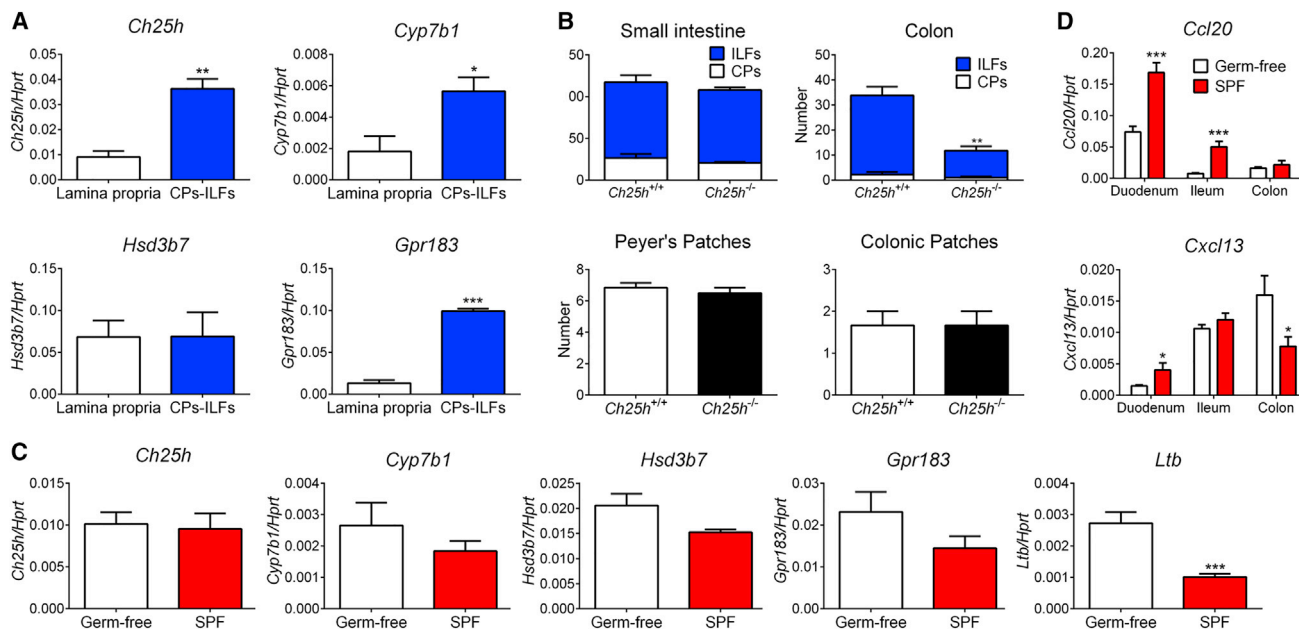 A
Ch25h
Ch25h/Hprt
0.05
0.04
0.03
0.02
0.01
0.00
**
Lamina propria CPs-ILFs
Cyp7b1
Cyp7b1/Hprt
0.008
0.006
0.004
0.002
0.000
*
Lamina propria CPs-ILFs
Hsd3b7
Hsd3b7/Hprt
0.15
0.10
0.05
0.00
Lamina propria CPs-ILFs
Gpr183
Gpr183/Hprt
0.15
0.10
0.05
0.00
***
Lamina propria CPs-ILFs
B
Small intestine
ILFs
CPs
50
00
50
0
Ch25h+/+ Ch25h-/-
Colon
ILFs
CPs
Number
50
40
30
20
10
0
**
Ch25h+/+ Ch25h-/-
Peyer's Patches
Number
8
6
4
2
0
Ch25h+/+ Ch25h-/-
Colonic Patches
3
2
1
0
Ch25h+/+ Ch25h-/-
D
Ccl20
Ccl20/Hprt
0.20
0.15
0.10
0.05
0.00
***
***
Germ-free
SPF
Duodenum Ileum Colon
Cxcl13
Cxcl13/Hprt
0.020
0.015
0.010
0.005
0.000
*
*
Duodenum Ileum Colon
C
Ch25h
Ch25h/Hprt
0.015
0.010
0.005
0.000
Germ-free SPF
Cyp7b1
Cyp7b1/Hprt
0.004
0.003
0.002
0.001
0.000
Germ-free SPF
Hsd3b7
Hsd3b7/Hprt
0.025
0.020
0.015
0.010
0.005
0.000
Germ-free SPF
Gpr183
Gpr183/Hprt
0.03
0.02
0.01
0.00
Germ-free SPF
Ltb
Ltb/Hprt
0.004
0.003
0.002
0.001
0.000
***
Germ-free SPF